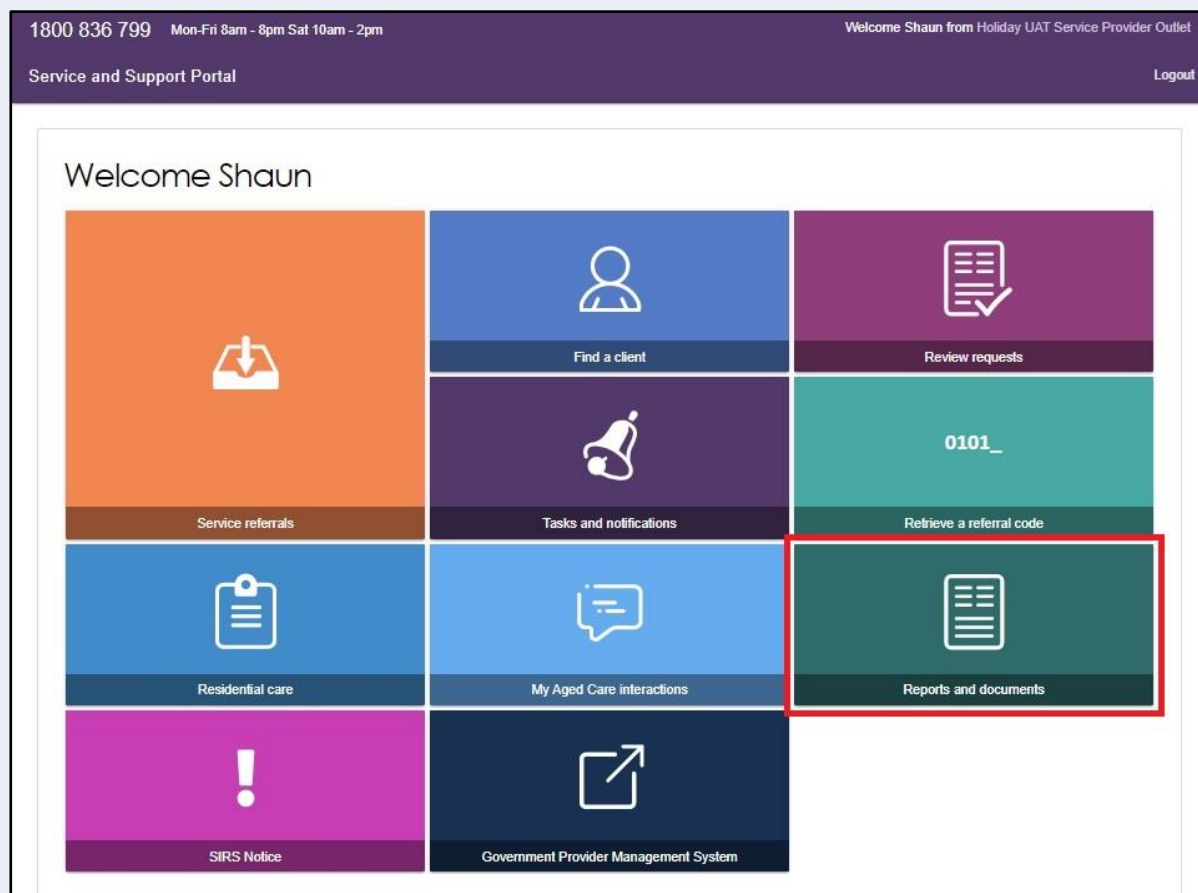 1800 836 799 Mon-Fri 8am - 8pm Sat 10am - 2pm
Welcome Shaun from Holiday UAT Service Provider Outlet
Service and Support Portal
Logout
Welcome Shaun
Find a client
Review requests
0101_
Service referrals
Tasks and notifications
Retrieve a referral code
Residential care
My Aged Care interactions
Reports and documents
SIRS Notice
Government Provider Management System